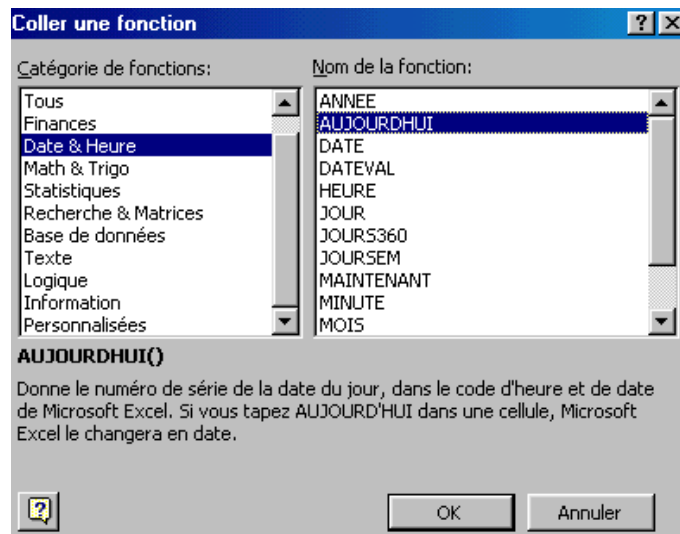 Coller une fonction
Catégorie de fonctions:
Nom de la fonction:
Tous
Finances
Date & Heure
Math & Trigo
Statistiques
Recherche & Matrices
Base de données
Texte
Logique
Information
Personnalisées
ANNEE
AUJOURDHUI
DATE
DATEVAL
HEURE
JOUR
JOURS360
JOURSEM
MAINTENANT
MINUTE
MOIS
AUJOURDHUI()
Donne le numéro de série de la date du jour, dans le code d'heure et de date
de Microsoft Excel. Si vous tapez AUJOURD'HUI dans une cellule, Microsoft
Excel le changera en date.
OK
Annuler